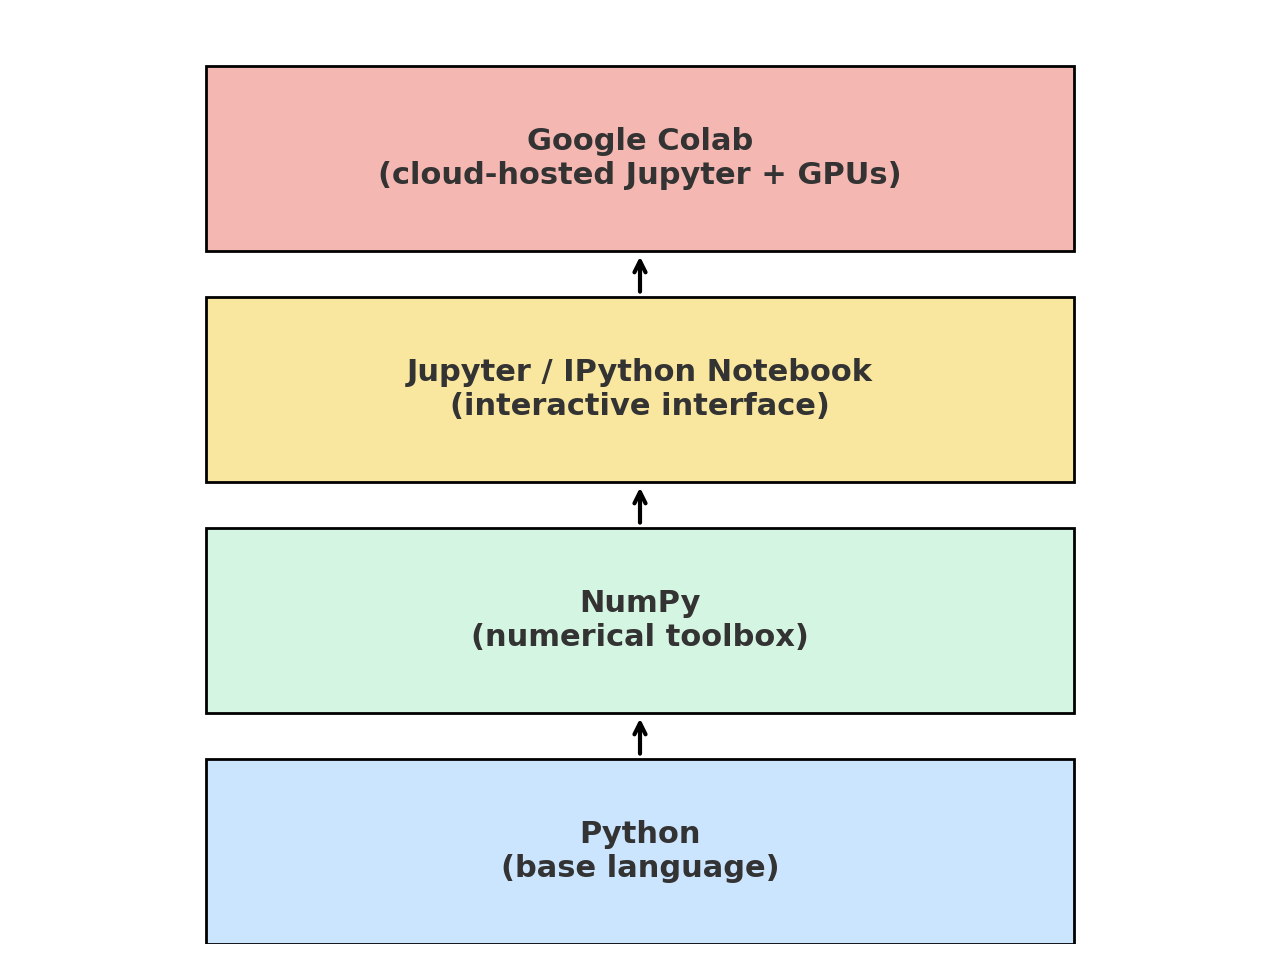 Google Colab
(cloud-hosted Jupyter + GPUs)
Jupyter / IPython Notebook
(interactive interface)
NumPy
(numerical toolbox)
Python
(base language)